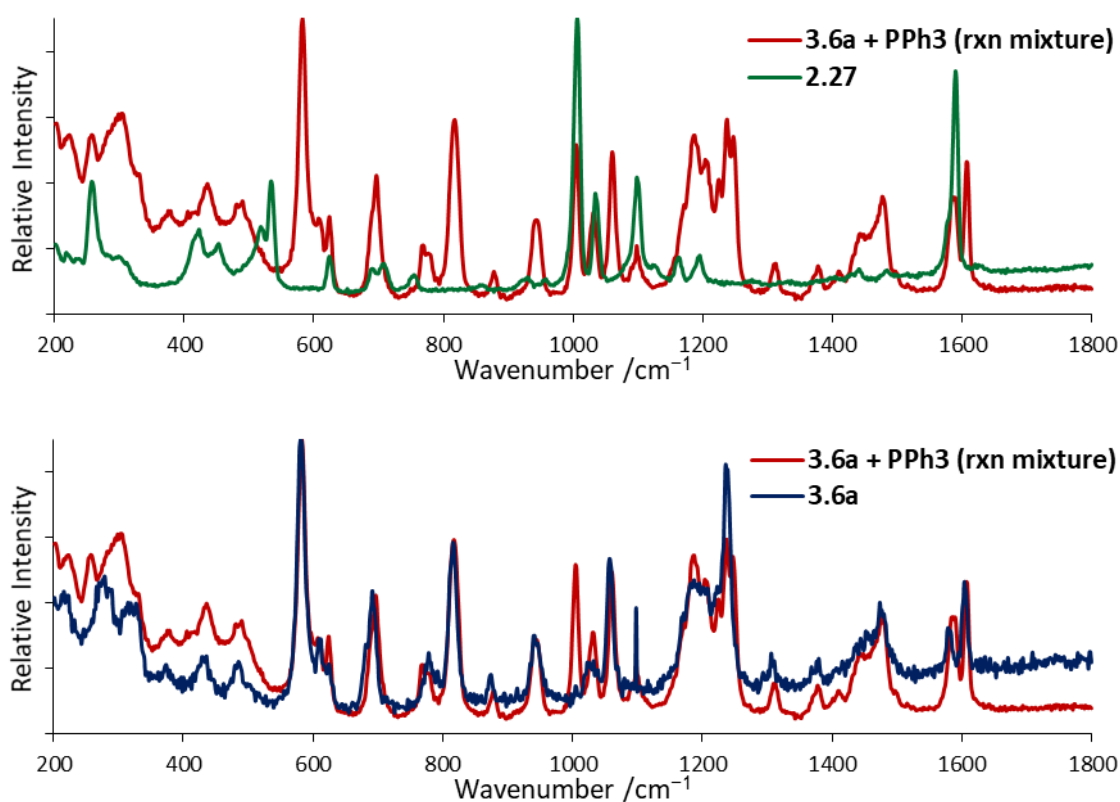 3.6a + PPh3 (rxn mixture)
2.27
Relative Intensity
200 400 600 800 1000 1200 1400 1600 1800
Wavenumber /cm⁻¹
3.6a + PPh3 (rxn mixture)
3.6a
Relative Intensity
200 400 600 800 1000 1200 1400 1600 1800
Wavenumber /cm⁻¹